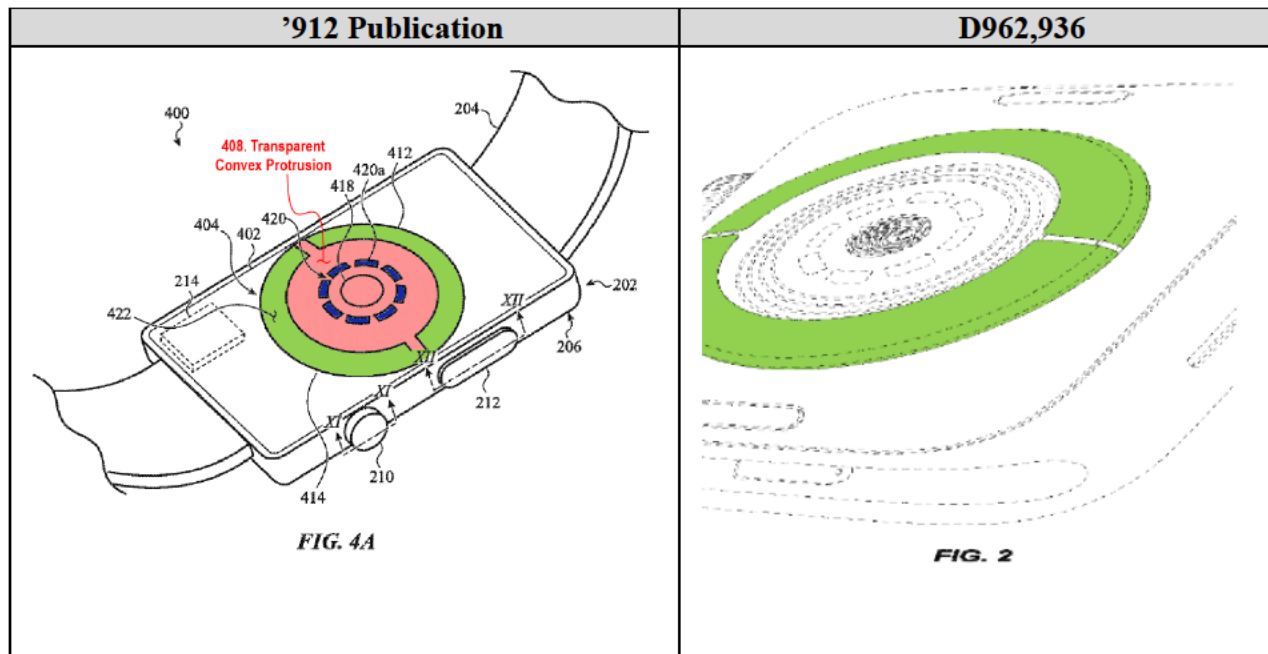 ’912 Publication
D962,936
400
204
408. Transparent
Convex Protrusion
412
420a
418
420
404
402
214
422
202
XII
206
XII
XI
212
XI
210
414
FIG. 4A
FIG. 2